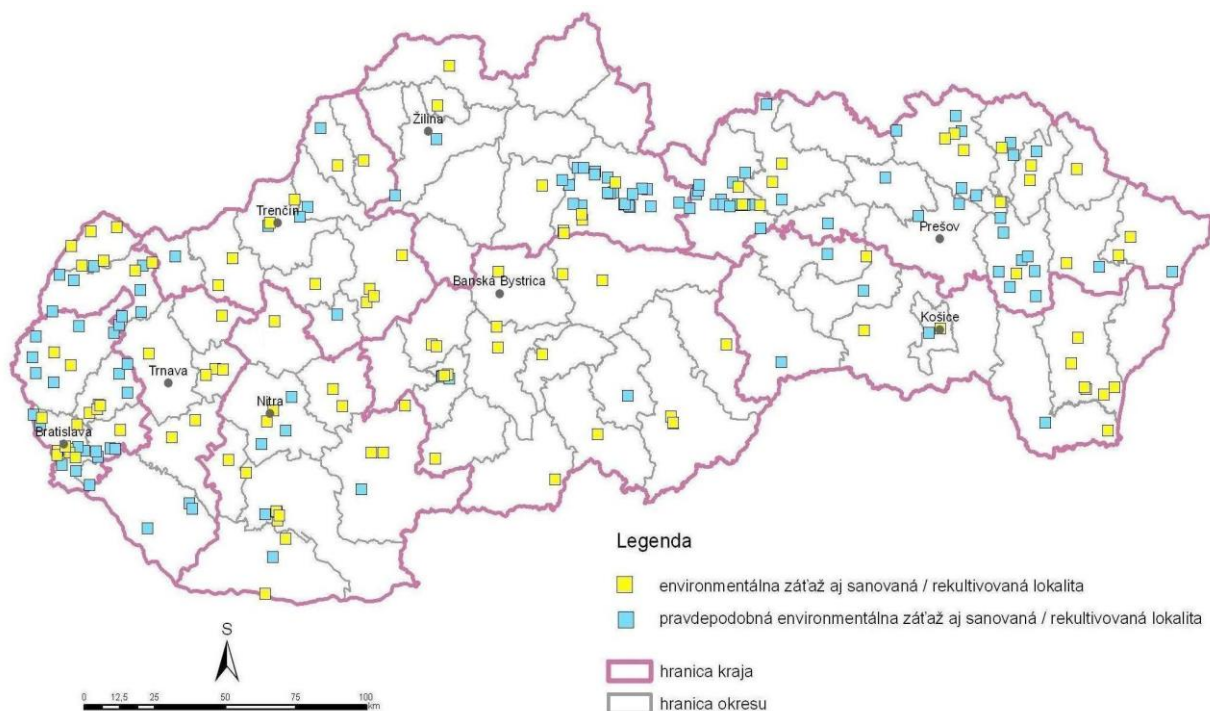 Žilina
Trenčín
Prešov
Banská Bystrica
Košice
Trnava
Nitra
Bratislava
Legenda
environmentálna záťaž aj sanovaná / rekultivovaná lokalita
pravdepodobná environmentálna záťaž aj sanovaná / rekultivovaná lokalita
hranica kraja
hranica okresu
S
0 12,5 25 50 75 100
km